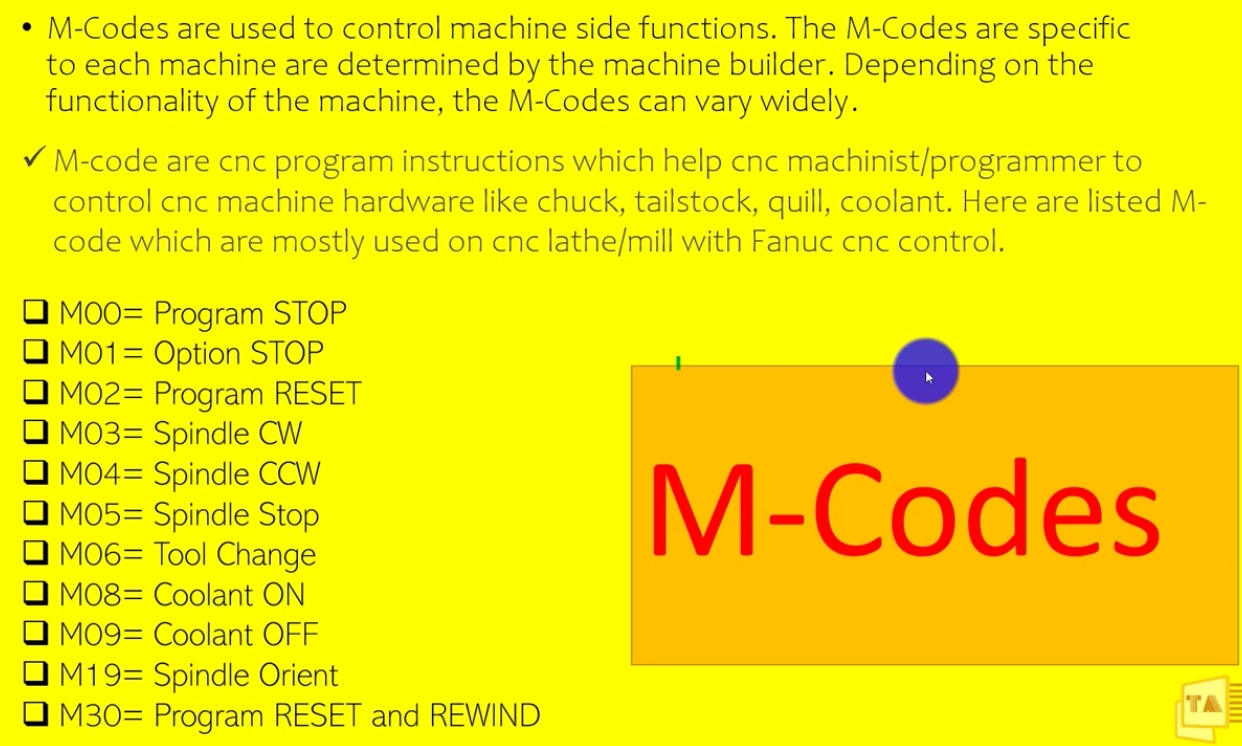 • M-Codes are used to control machine side functions. The M-Codes are specific
to each machine are determined by the machine builder. Depending on the
functionality of the machine, the M-Codes can vary widely.
✓ M-code are cnc program instructions which help cnc machinist/programmer to
control cnc machine hardware like chuck, tailstock, quill, coolant. Here are listed M-
code which are mostly used on cnc lathe/mill with Fanuc cnc control.
❑ M00= Program STOP
❑ M01= Option STOP
❑ M02= Program RESET
❑ M03= Spindle CW
❑ M04= Spindle CCW
❑ M05= Spindle Stop
❑ M06= Tool Change
❑ M08= Coolant ON
❑ M09= Coolant OFF
❑ M19= Spindle Orient
❑ M30= Program RESET and REWIND
M-Codes
TA